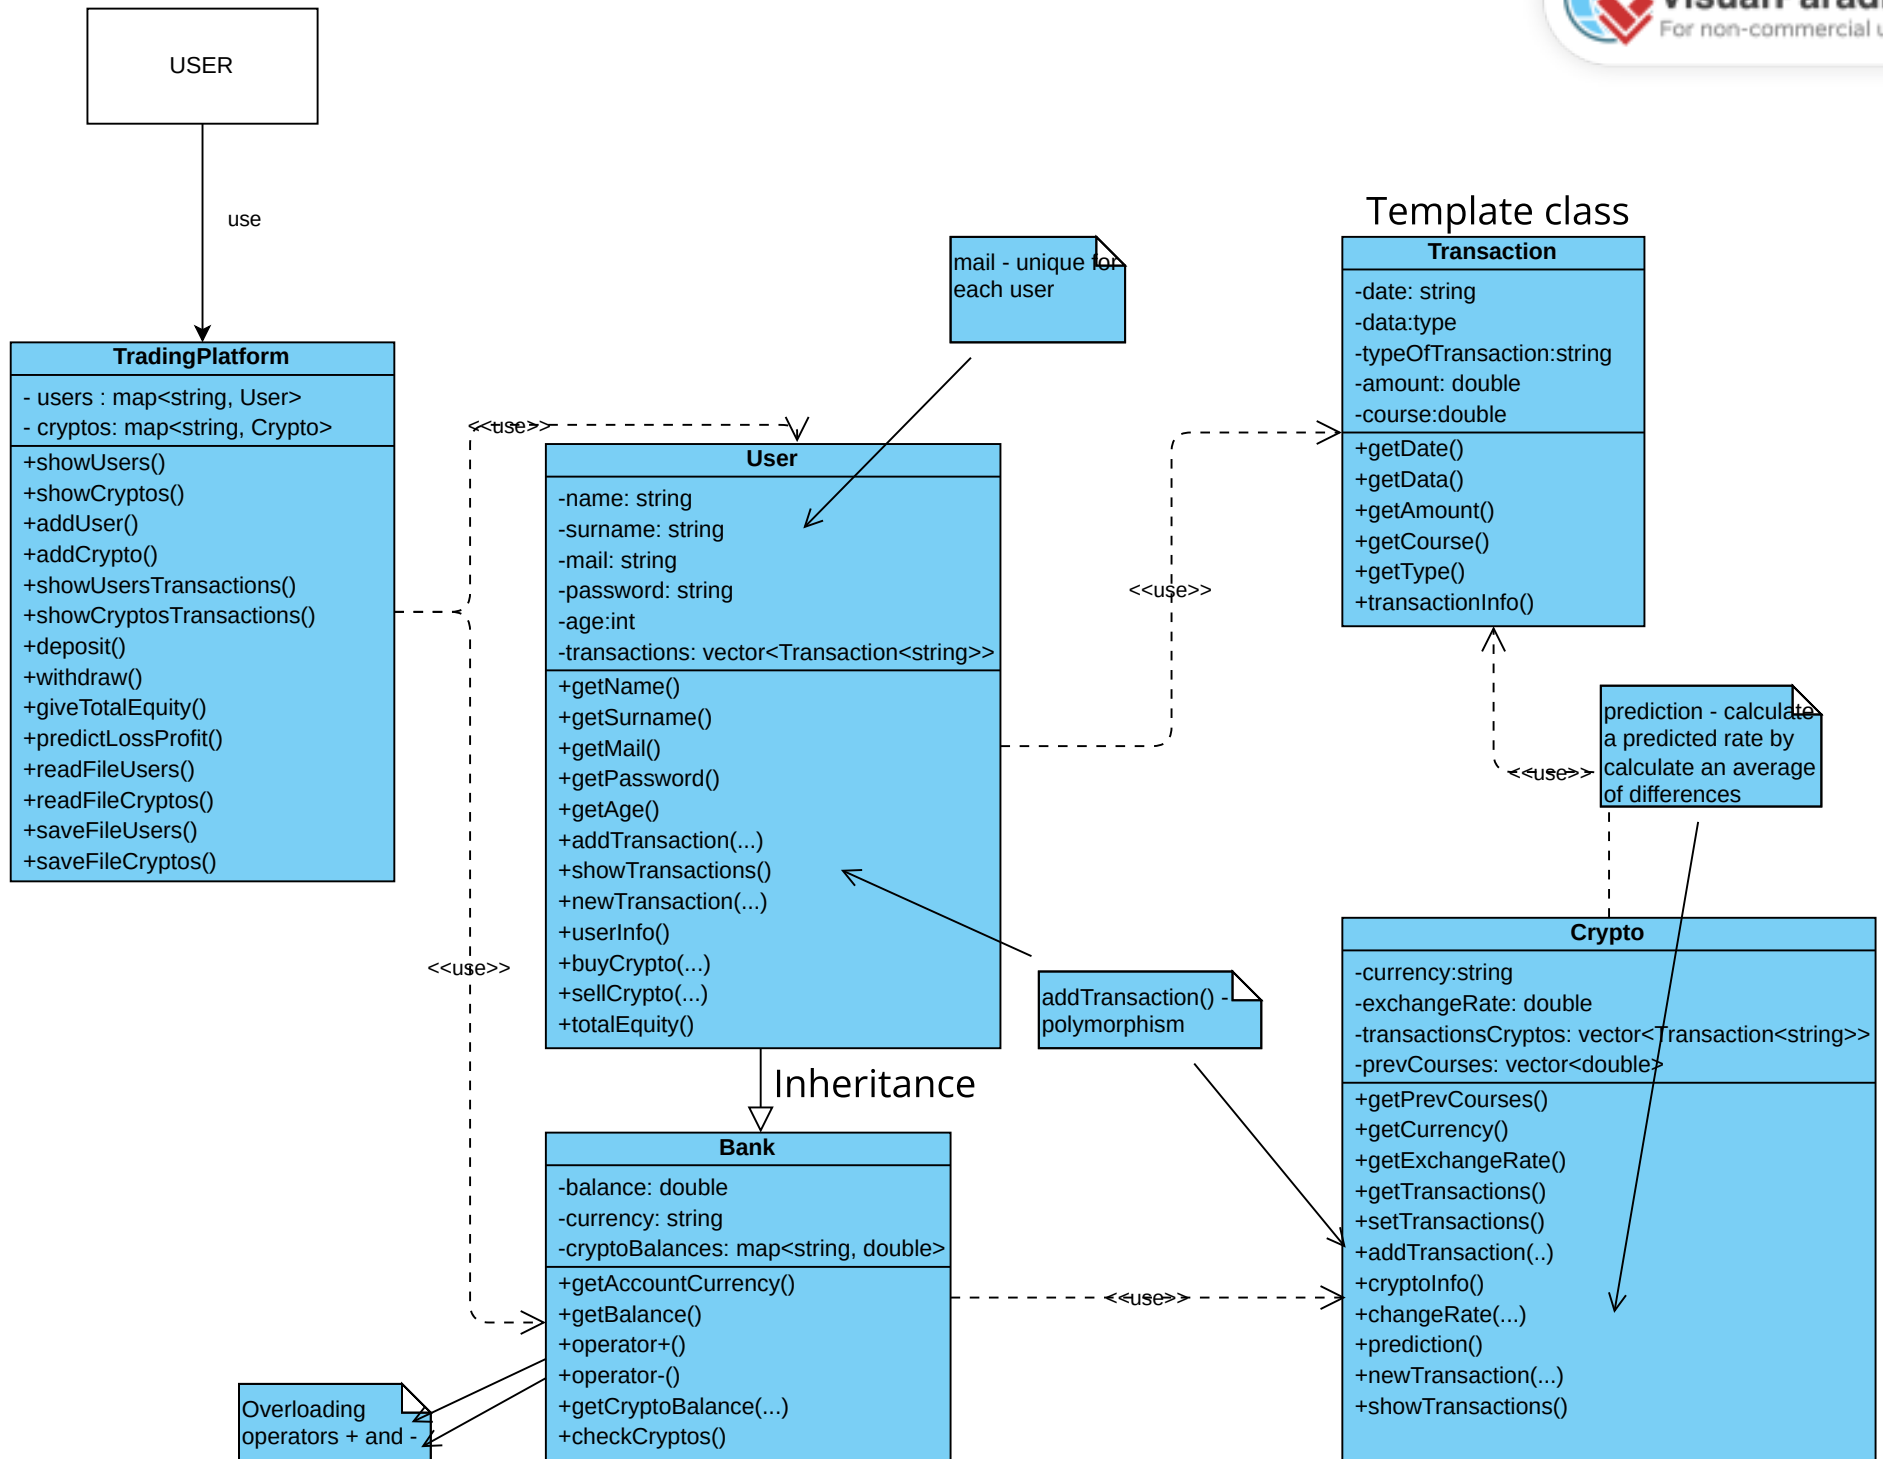 USER
use
For non-commercial
Template class
Transaction
-date: string
-data:type
-typeOfTransaction:string
-amount: double
-course:double
+getDate()
+getData()
+getAmount()
+getCourse()
+getType()
+transactionInfo()
mail - unique for
each user
TradingPlatform
- users : map<string, User>
- cryptos: map<string, Crypto>
+showUsers()
+showCryptos()
+addUser()
+addCrypto()
+showUsersTransactions()
+showCryptosTransactions()
+deposit()
+withdraw()
+giveTotalEquity()
+predictLossProfit()
+readFileUsers()
+readFileCryptos()
+saveFileUsers()
+saveFileCryptos()
<<use>>
User
-name: string
-surname: string
-mail: string
-password: string
-age:int
-transactions: vector<Transaction<string>>
+getName()
+getSurname()
+getMail()
+getPassword()
+getAge()
+addTransaction(...)
+showTransactions()
+newTransaction(...)
+userInfo()
+buyCrypto(...)
+sellCrypto(...)
+totalEquity()
<<use>>
<<use>>
prediction - calculate
a predicted rate by
calculate an average
of differences
<<use>>
addTransaction() -
polymorphism
Inheritance
Crypto
-currency:string
-exchangeRate: double
-transactionsCryptos: vector<Transaction<string>>
-prevCourses: vector<double>
+getPrevCourses()
+getCurrency()
+getExchangeRate()
+getTransactions()
+setTransactions()
+addTransaction(..)
+cryptoInfo()
+changeRate(...)
+prediction()
+newTransaction(...)
+showTransactions()
Bank
-balance: double
-currency: string
-cryptoBalances: map<string, double>
+getAccountCurrency()
+getBalance()
+operator+()
+operator-()
+getCryptoBalance(...)
+checkCryptos()
<<use>>
Overloading
operators + and -